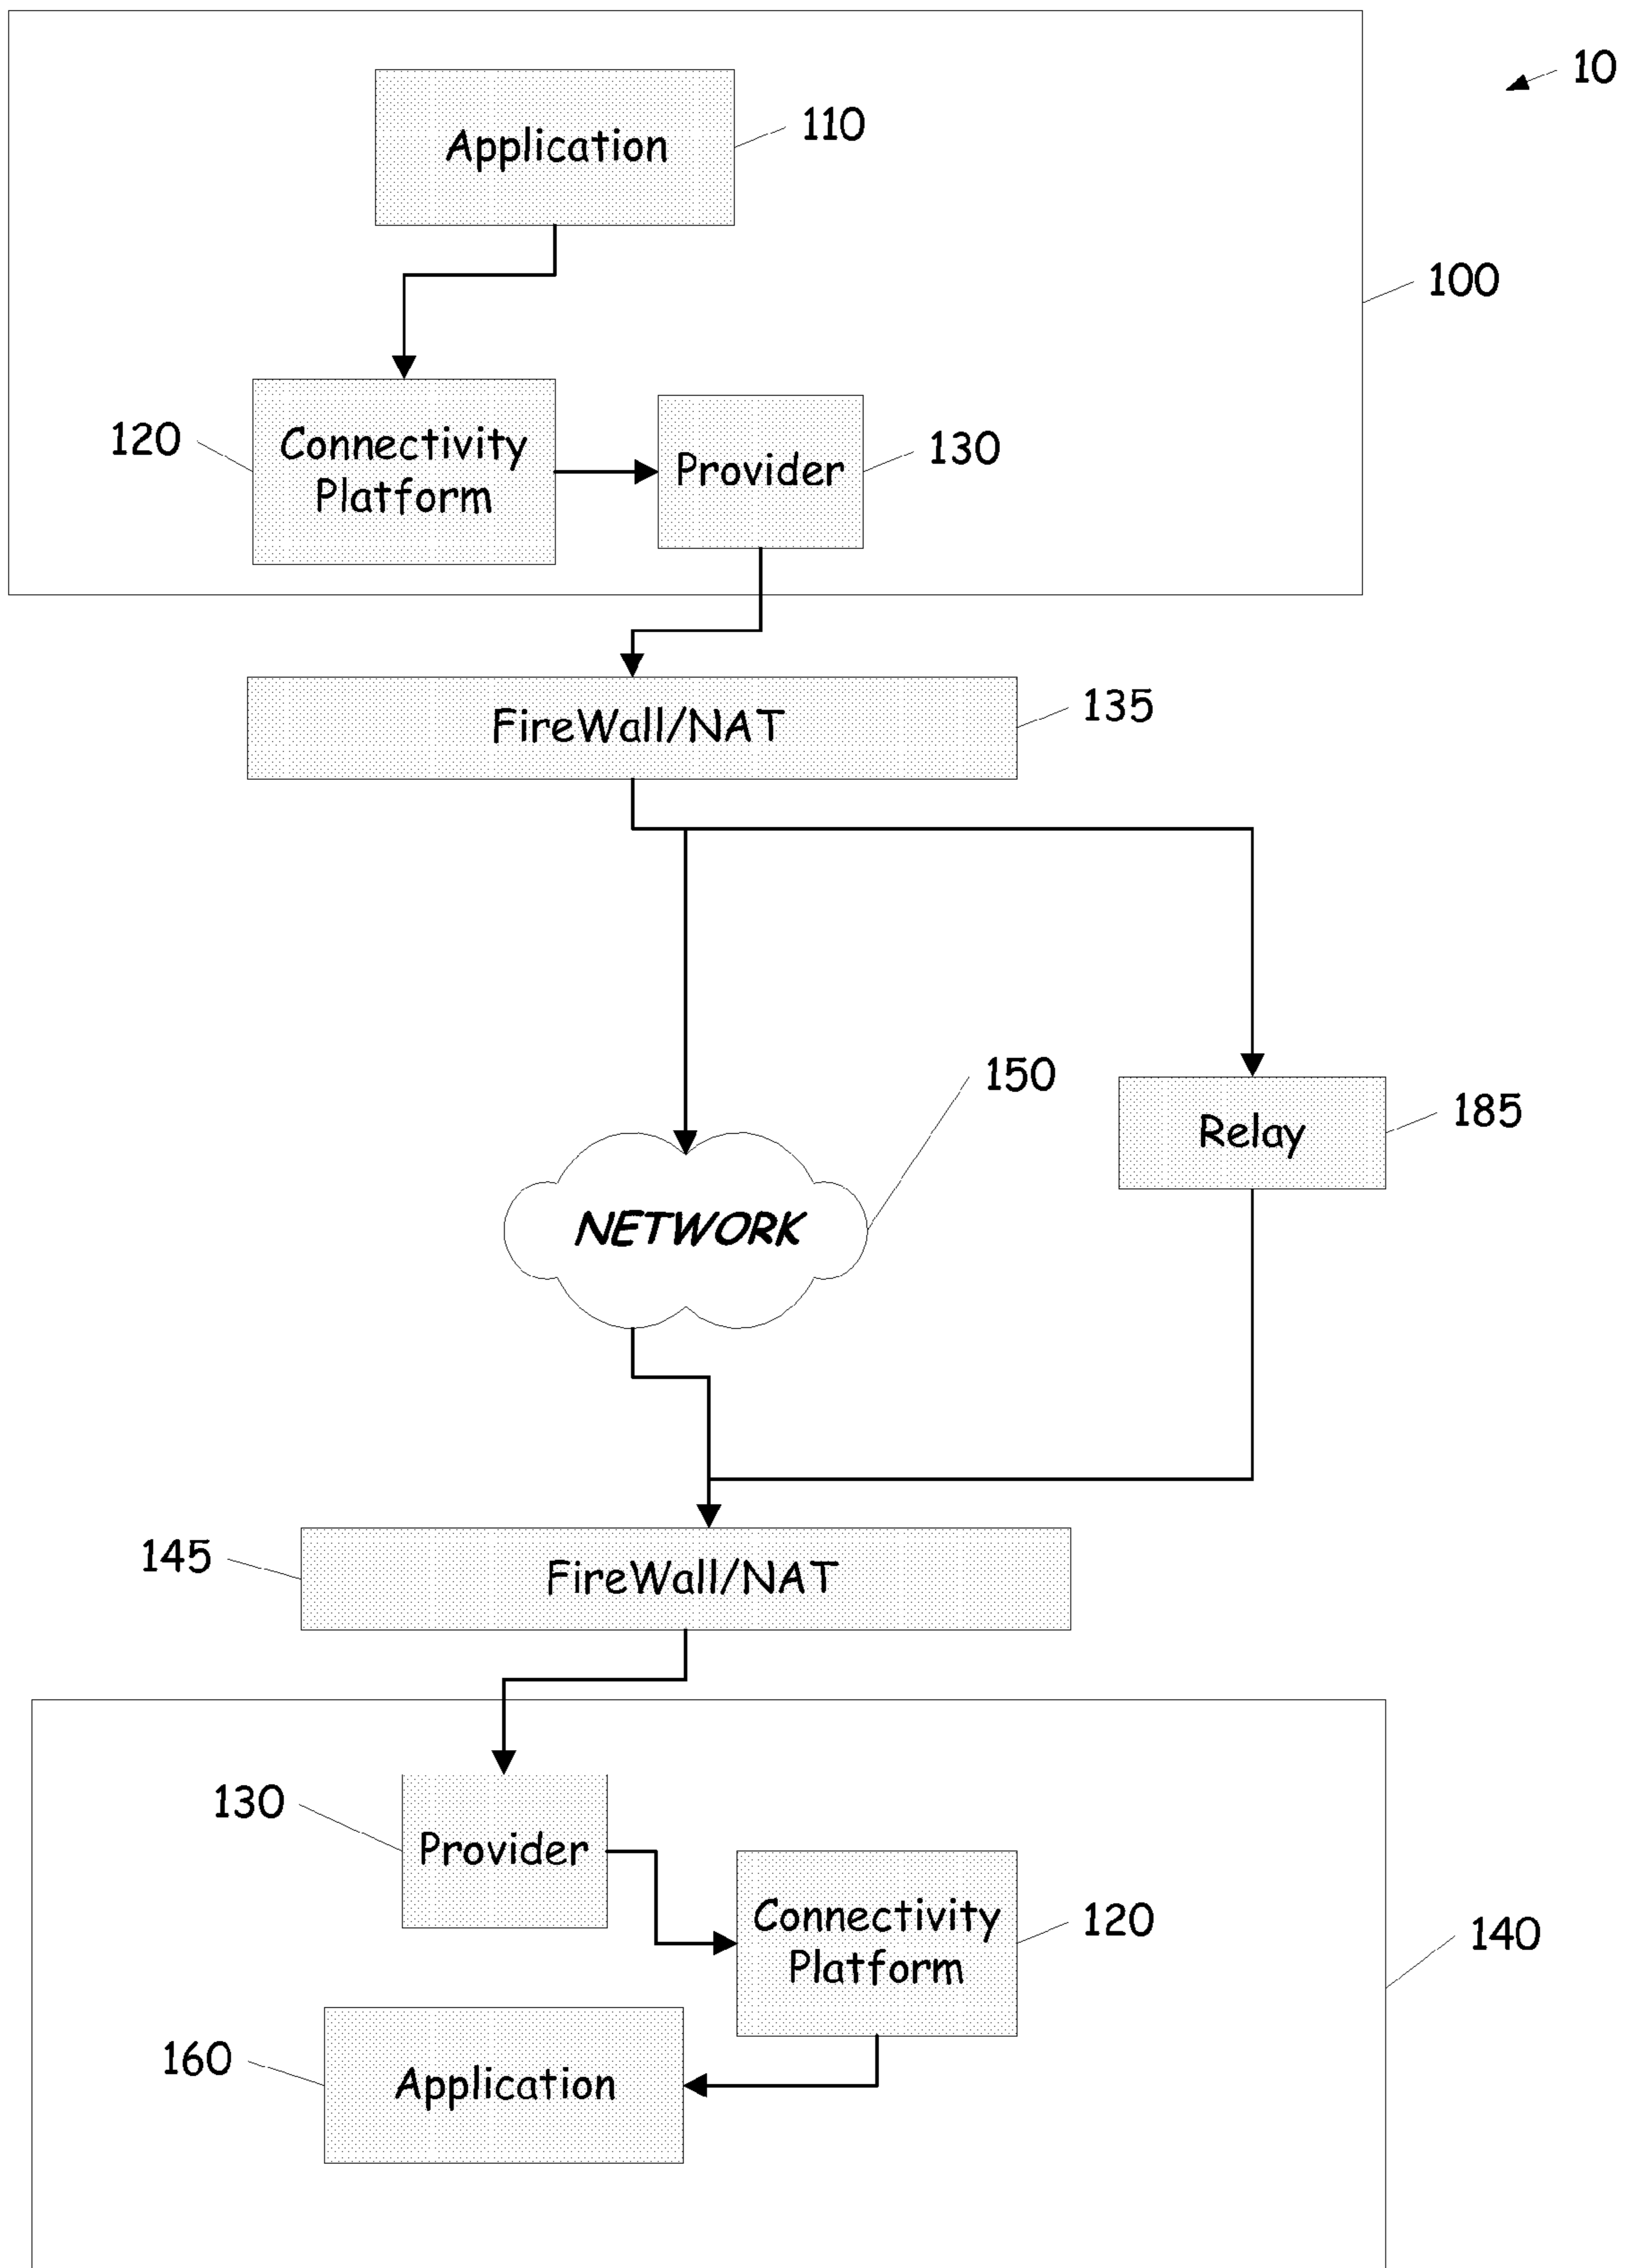 10
Application
110
100
120
Connectivity
Platform
Provider
130
FireWall/NAT
135
150
Relay
185
NETWORK
145
FireWall/NAT
130
Provider
Connectivity
Platform
120
140
160
Application